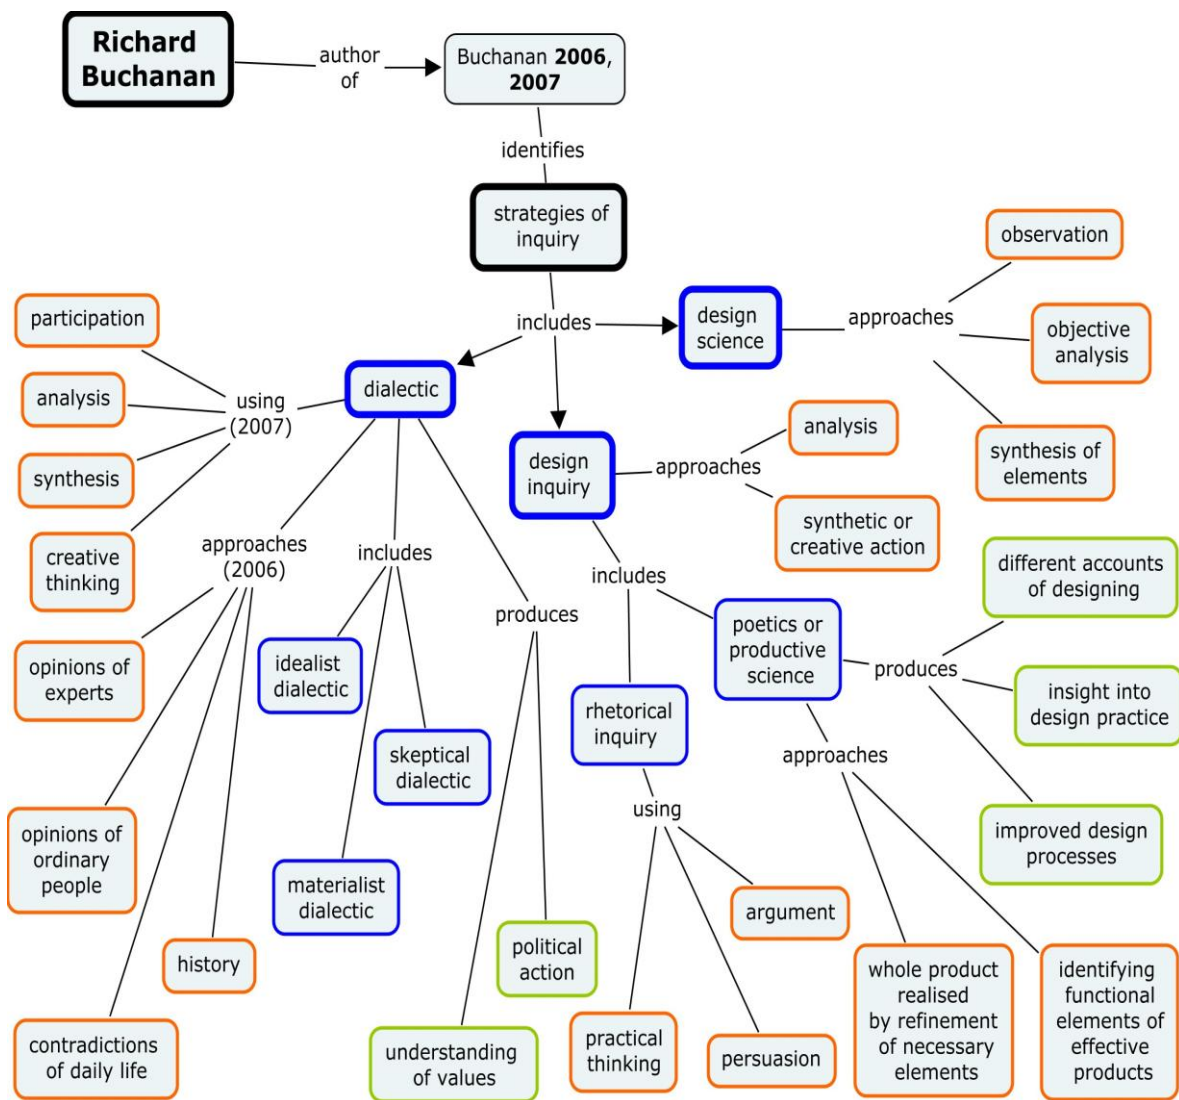 Richard
Buchanan
author
of
Buchanan 2006,
2007
identifies
strategies of
inquiry
includes
design
science
approaches
observation
objective
analysis
synthesis of
elements
dialectic
using
(2007)
participation
analysis
synthesis
creative
thinking
approaches
(2006)
opinions of
experts
opinions of
ordinary
people
contradictions
of daily life
history
includes
idealist
dialectic
skeptical
dialectic
materialist
dialectic
produces
political
action
understanding
of values
design
inquiry
approaches
analysis
synthetic or
creative action
includes
rhetorical
inquiry
using
argument
persuasion
practical
thinking
poetics or
productive
science
produces
different accounts
of designing
insight into
design practice
improved design
processes
approaches
whole product
realised
by refinement
of necessary
elements
identifying
functional
elements of
effective
products